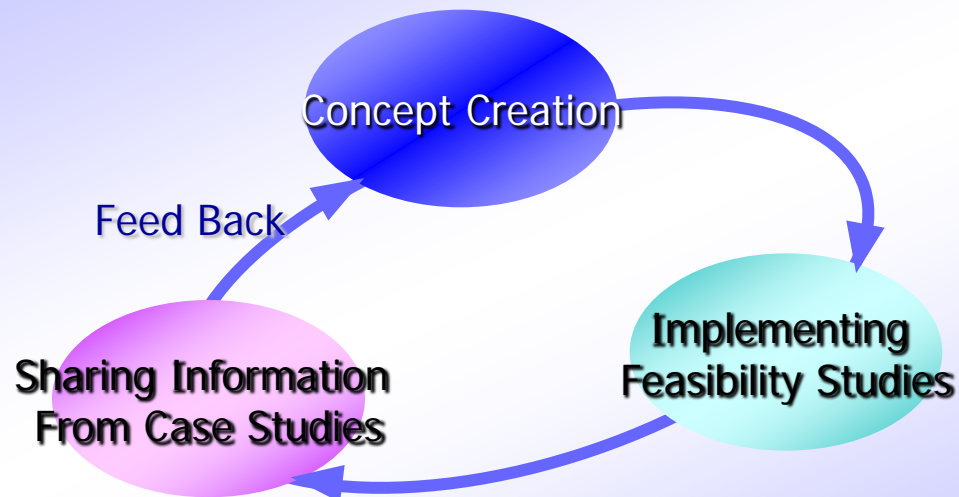 Concept Creation
Feed Back
Implementing
Feasibility Studies
Sharing Information
From Case Studies